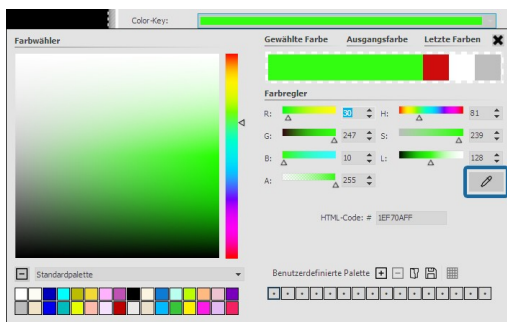 Color-Key:
Farbwähler
Gewählte Farbe Ausgangsfarbe Letzte Farben
Farbregler
R: 30 H: 81
G: 247 S: 239
B: 10 L: 128
A: 255
HTML-Code: # 1EF70AFF
Standardpalette
Benutzerdefinierte Palette